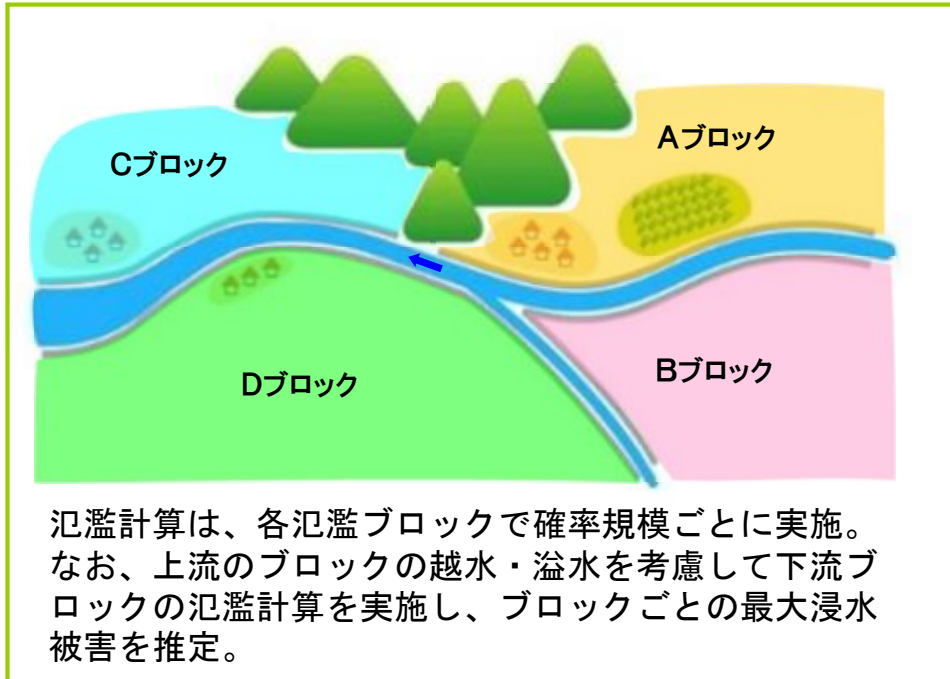 Aブロック
Cブロック
Bブロック
Dブロック
氾濫計算は、各氾濫ブロックで確率規模ごとに実施。
なお、上流のブロックの越水・溢水を考慮して下流ブ
ロックの氾濫計算を実施し、ブロックごとの最大浸水
被害を推定。